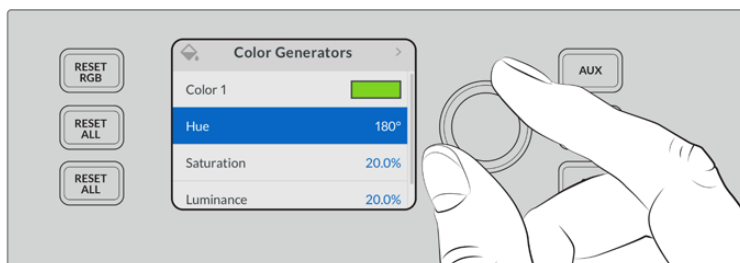 RESET
RGB
RESET
ALL
RESET
ALL
Color Generators
Color 1
Hue 180°
Saturation 20.0%
Luminance 20.0%
AUX